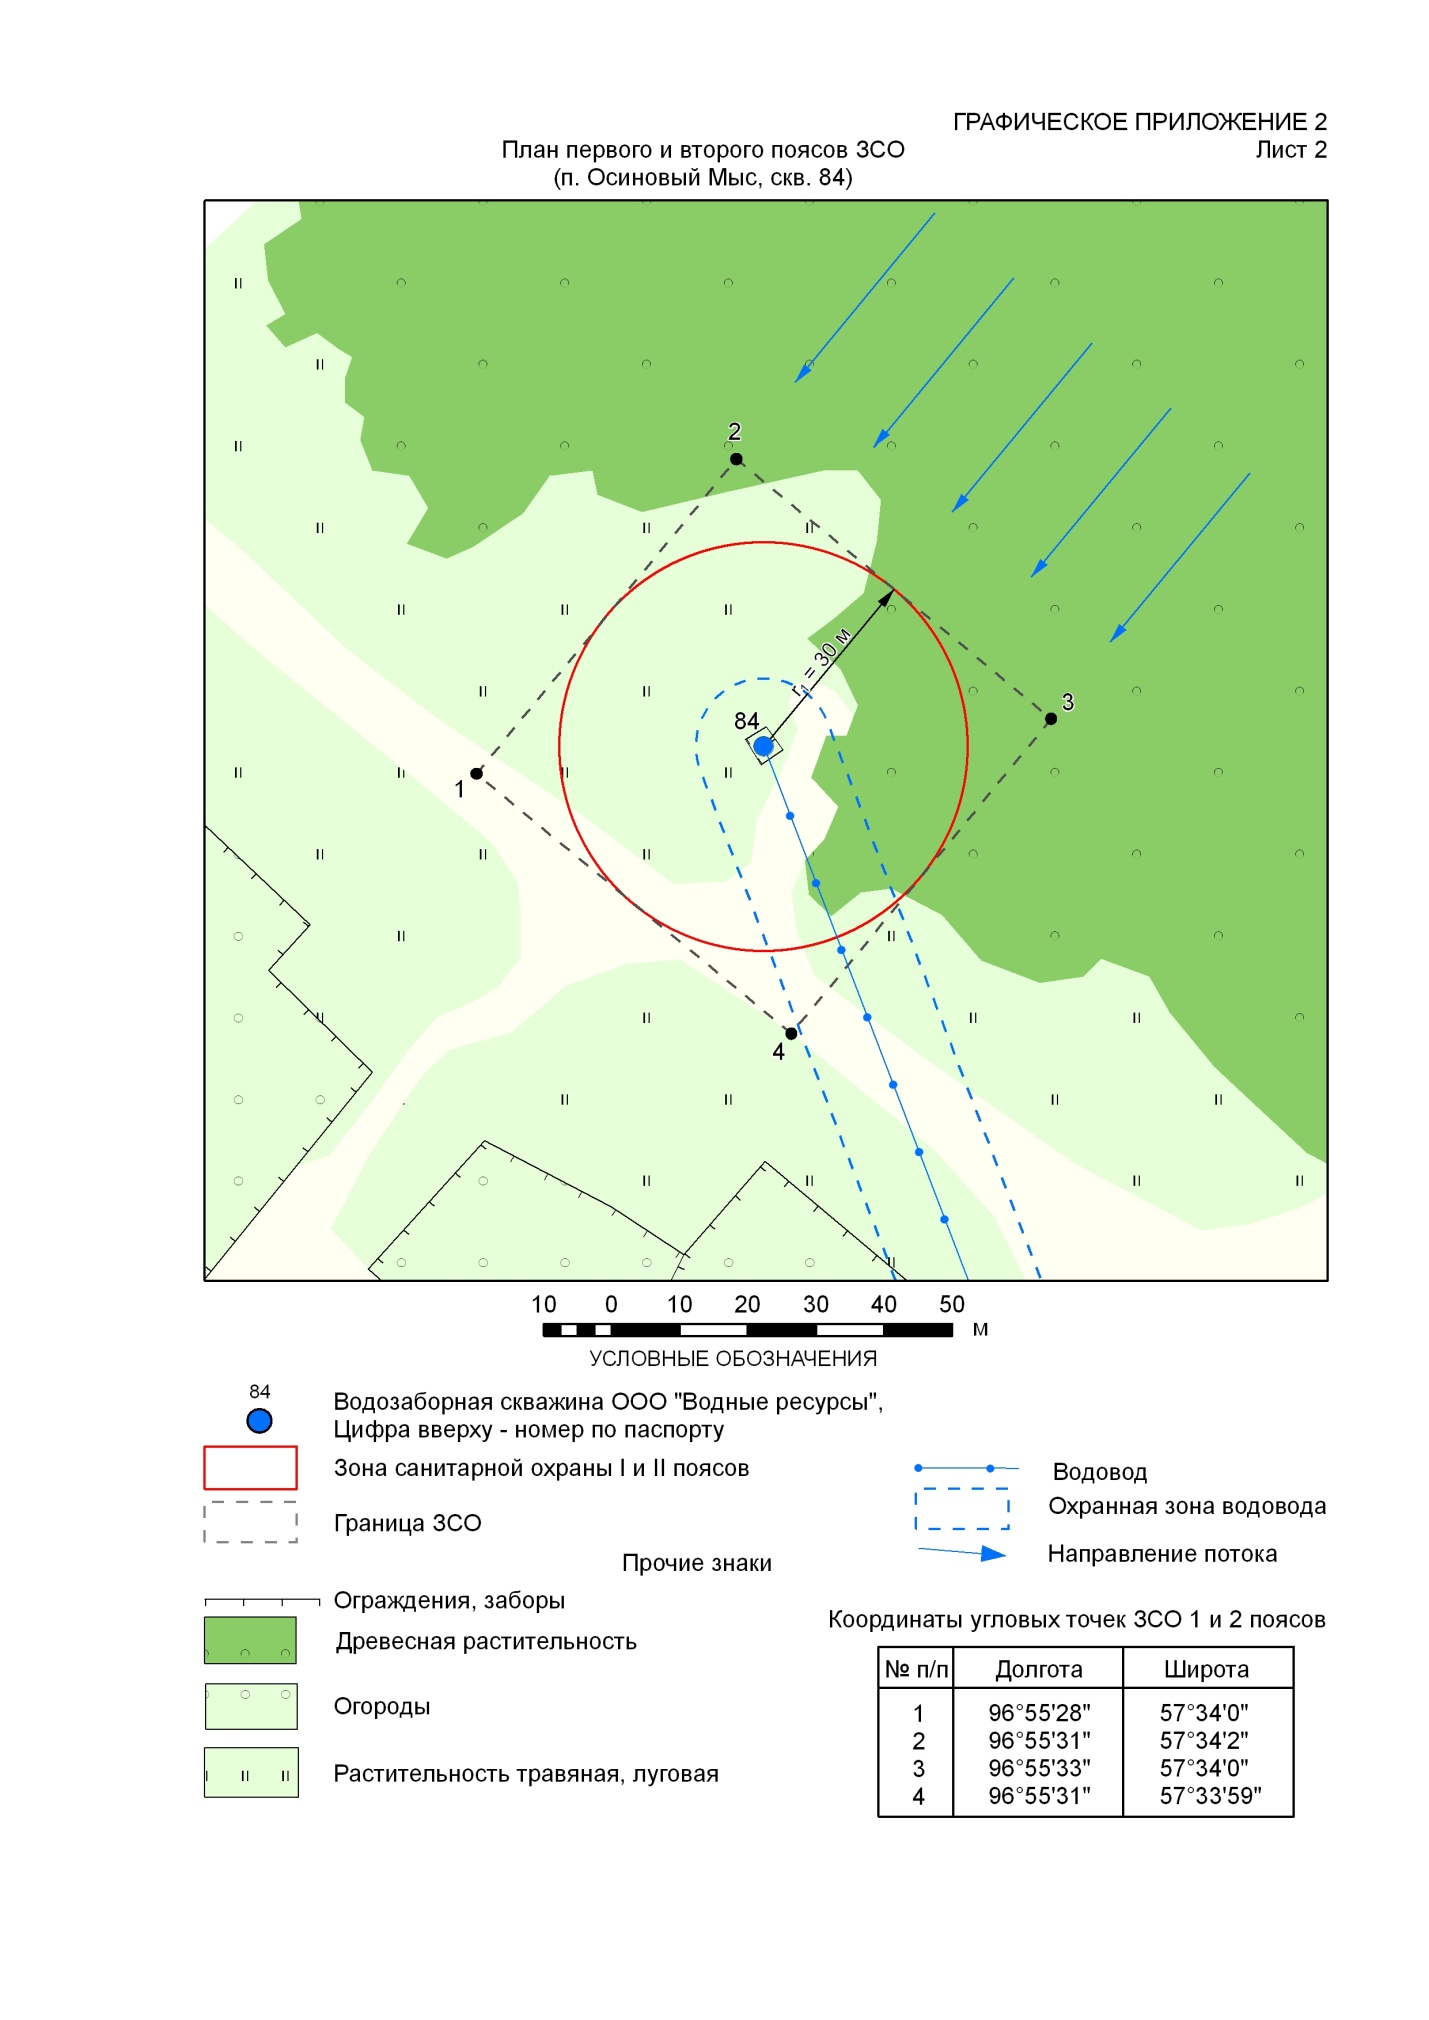 ГРАФИЧЕСКОЕ ПРИЛОЖЕНИЕ 2
План первого и второго поясов ЗСО
Лист 2
(п. Осиновый Мыс, скв. 84)
2
r₁ = 30 м
3
84
1
4
10 0 10 20 30 40 50
м
УСЛОВНЫЕ ОБОЗНАЧЕНИЯ
84
Водозаборная скважина ООО "Водные ресурсы",
Цифра вверху - номер по паспорту
Зона санитарной охраны I и II поясов
Граница ЗСО
Водовод
Охранная зона водовода
Направление потока
Прочие знаки
Ограждения, заборы
Древесная растительность
Огороды
Растительность травяная, луговая
Координаты угловых точек ЗСО 1 и 2 поясов
№ п/п Долгота Широта
1 96°55'28" 57°34'0"
2 96°55'31" 57°34'2"
3 96°55'33" 57°34'0"
4 96°55'31" 57°33'59"